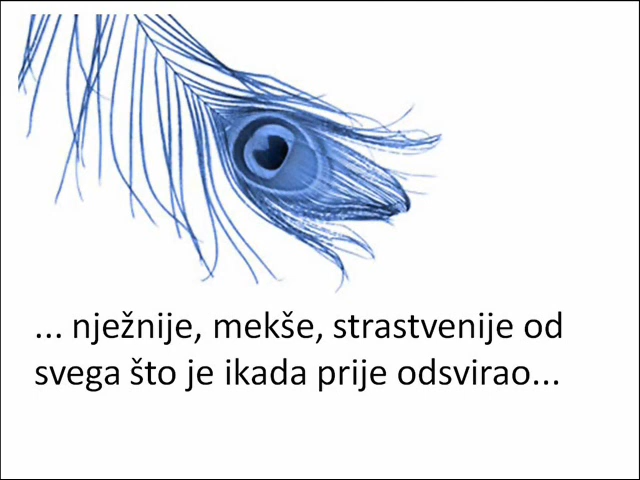 ... nježnije, mekše, strastvenije od
svega što je ikada prije odsvirao...